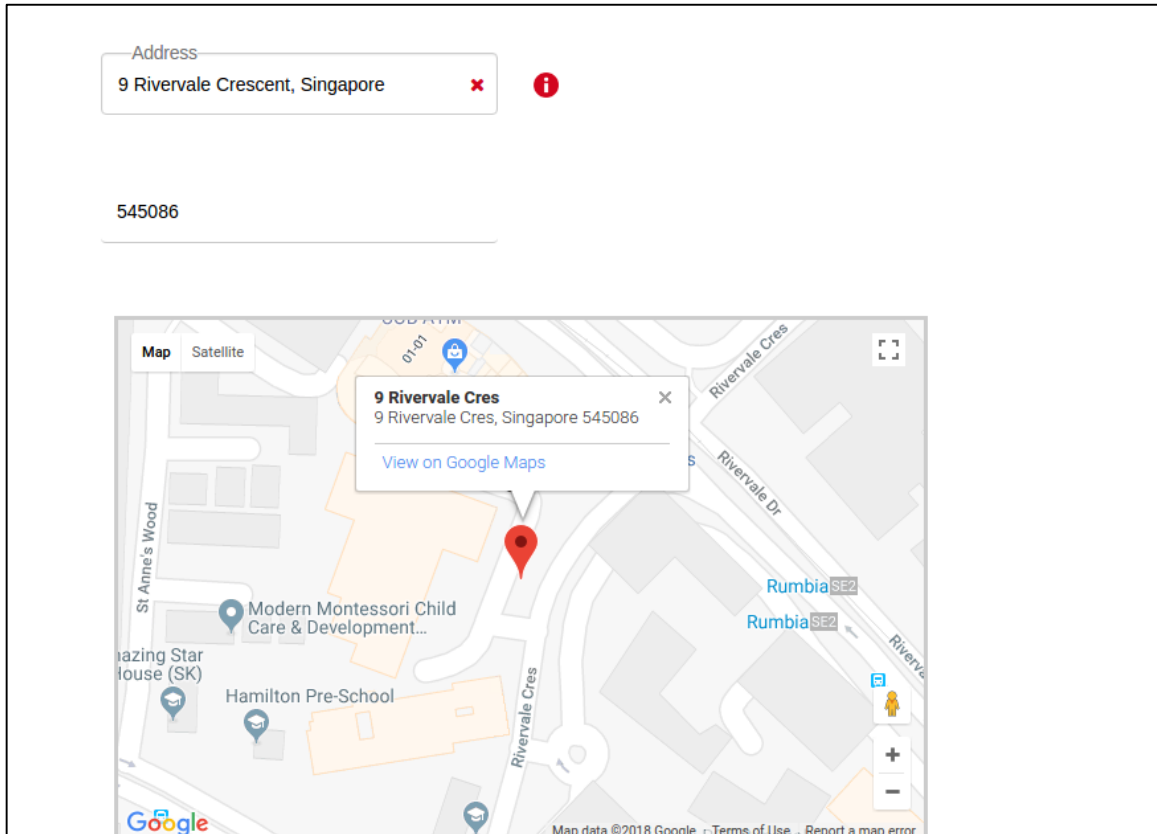 Address
9 Rivervale Crescent, Singapore
545086
Map Satellite
01-01
Rivervale Cres
9 Rivervale Cres
9 Rivervale Cres, Singapore 545086
View on Google Maps
Rivervale Dr
St Anne's Wood
Rumbia SE2
Rumbia SE2
Modern Montessori Child
Care & Development...
azing Star
House (SK)
Hamilton Pre-School
Rivervale Cres
Google
Map data ©2018 Google
Terms of Use
Report a map error